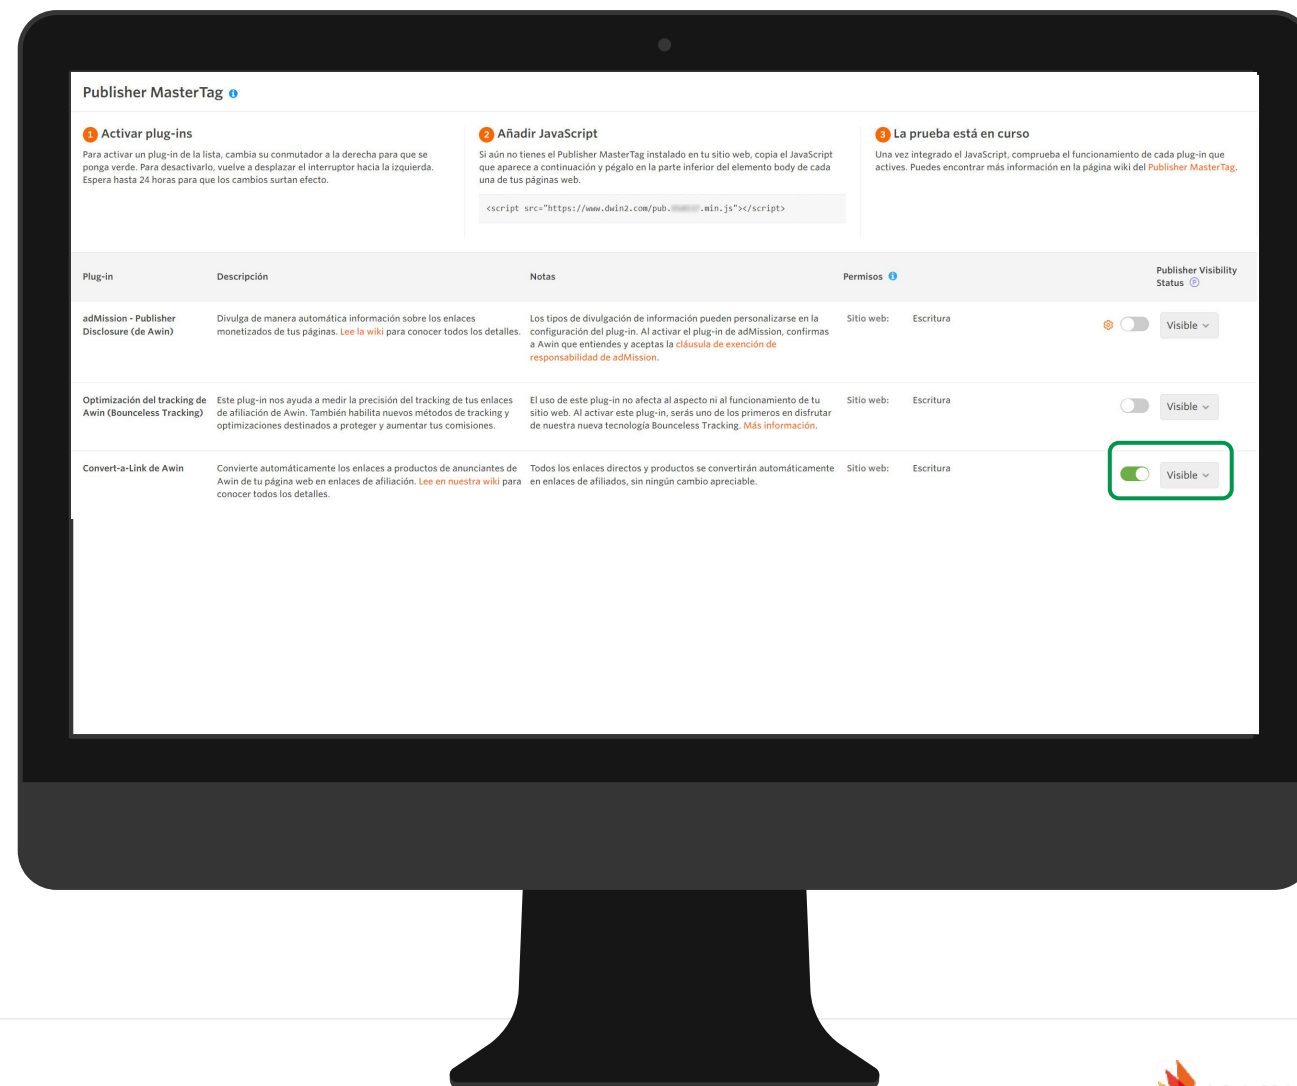 Publisher MasterTag
1 Activar plug-ins
Para activar un plug-in de la lista, cambia su conmutador a la derecha para que se
ponga verde. Para desactivarlo, vuelve a desplazar el interruptor hacia la izquierda.
Espera hasta 24 horas para que los cambios surtan efecto.
2 Añadir JavaScript
Si aún no tienes el Publisher MasterTag instalado en tu sitio web, copia el JavaScript
que aparece a continuación y pégalo en la parte inferior del elemento body de cada
una de tus páginas web.
<script src="https://www.dwin2.com/pub. .min.js"></script>
3 La prueba está en curso
Una vez integrado el JavaScript, comprueba el funcionamiento de cada plug-in que
actives. Puedes encontrar más información en la página wiki del Publisher MasterTag.
Plug-in Descripción Notas Permisos Publisher Visibility
Status P
adMission - Publisher
Disclosure (de Awin)
Divulga de manera automática información sobre los enlaces
monetizados de tus páginas. Lee la wiki para conocer todos los detalles.
Los tipos de divulgación de información pueden personalizarse en la
configuración del plug-in. Al activar el plug-in de adMission, confirmas
a Awin que entiendes y aceptas la cláusula de exención de
responsabilidad de adMission.
Sitio web: Escritura
Visible
Optimización del tracking de
Awin (Bounceless Tracking)
Este plug-in nos ayuda a medir la precisión del tracking de tus enlaces
de afiliación de Awin. También habilita nuevos métodos de tracking y
optimizaciones destinados a proteger y aumentar tus comisiones.
El uso de este plug-in no afecta al aspecto ni al funcionamiento de tu
sitio web. Al activar este plug-in, serás uno de los primeros en disfrutar
de nuestra nueva tecnología Bounceless Tracking. Más información.
Sitio web: Escritura
Visible
Convert-a-Link de Awin
Convierte automáticamente los enlaces a productos de anunciantes de
Awin de tu página web en enlaces de afiliación. Lee en nuestra wiki para
conocer todos los detalles.
Todos los enlaces directos y productos se convertirán automáticamente
en enlaces de afiliados, sin ningún cambio apreciable.
Sitio web: Escritura
Visible